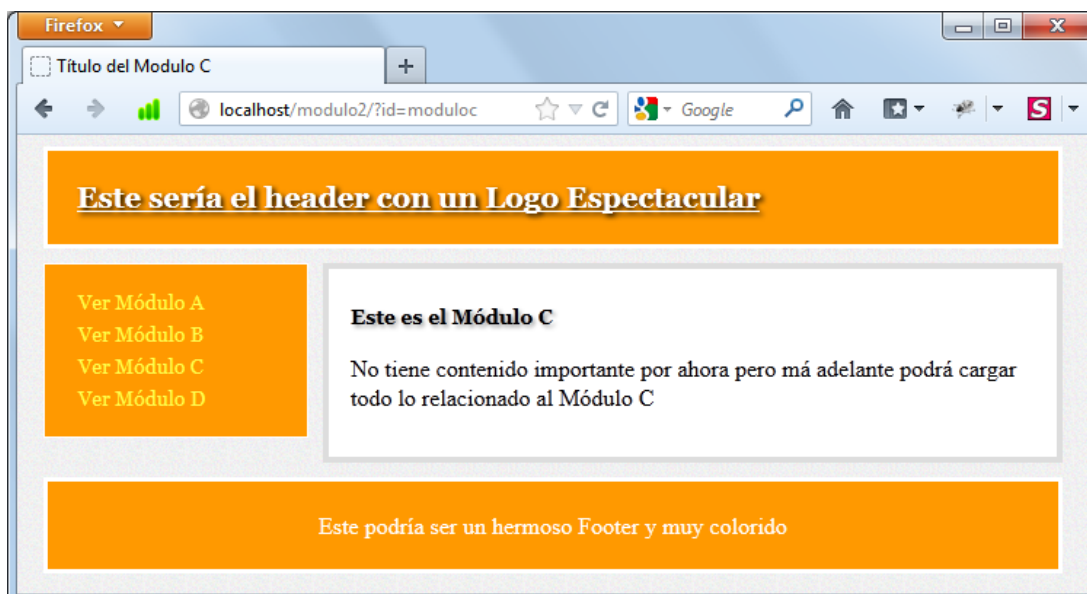 Firefox
Título del Modulo C
localhost/modulo2/?id=moduloc
Google
Este sería el header con un Logo Espectacular
Ver Módulo A
Ver Módulo B
Ver Módulo C
Ver Módulo D
Este es el Módulo C
No tiene contenido importante por ahora pero má adelante podrá cargar
todo lo relacionado al Módulo C
Este podría ser un hermoso Footer y muy colorido